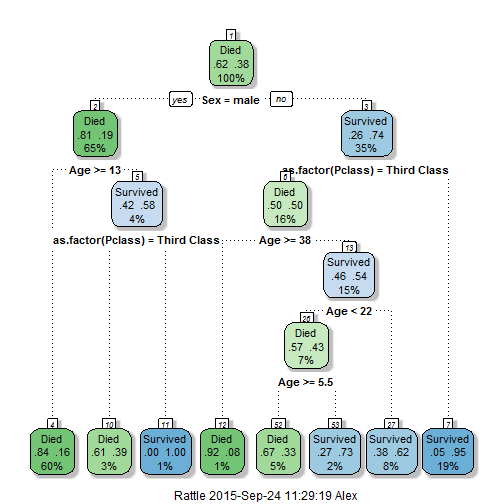 1
Died
.62 .38
100%
yes Sex = male no
2
Died
.81 .19
65%
3
Survived
.26 .74
35%
Age >= 13
as.factor(Pclass) = Third Class
5
Survived
.42 .58
4%
6
Died
.50 .50
16%
as.factor(Pclass) = Third Class
Age >= 38
13
Survived
.46 .54
15%
Age < 22
26
Died
.57 .43
7%
Age >= 5.5
4
Died
.84 .16
60%
10
Died
.61 .39
3%
11
Survived
.00 1.00
1%
12
Died
.92 .08
1%
52
Died
.67 .33
5%
53
Survived
.27 .73
2%
27
Survived
.38 .62
8%
7
Survived
.05 .95
19%
Rattle 2015-Sep-24 11:29:19 Alex